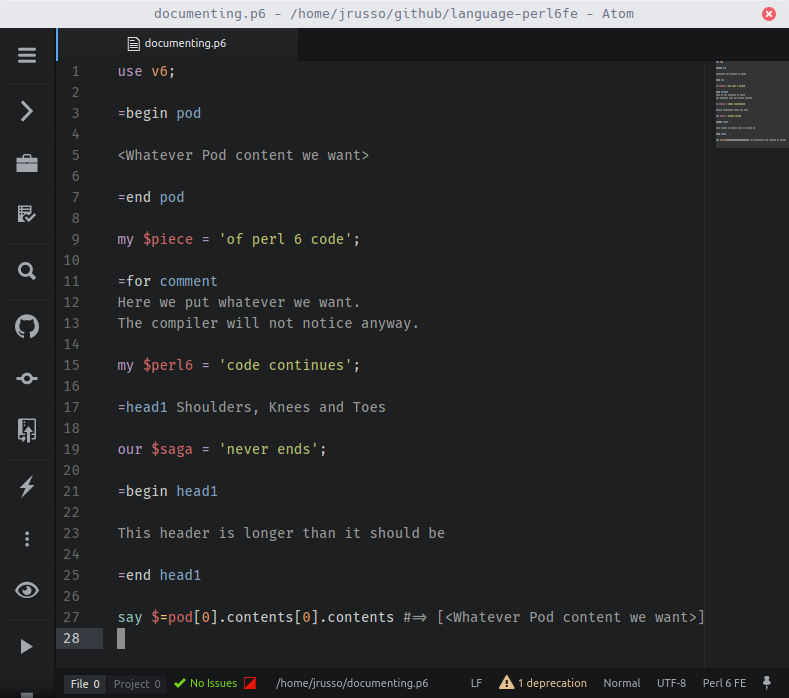 documenting.p6 – /home/jrusso/github/language-perl6fe – Atom
documenting.p6
1 use v6;
2
3 =begin pod
4
5 <Whatever Pod content we want>
6
7 =end pod
8
9 my $piece = 'of perl 6 code';
10
11 =for comment
12 Here we put whatever we want.
13 The compiler will not notice anyway.
14
15 my $perl6 = 'code continues';
16
17 =head1 Shoulders, Knees and Toes
18
19 our $saga = 'never ends';
20
21 =begin head1
22
23 This header is longer than it should be
24
25 =end head1
26
27 say $=pod[0].contents[0].contents #=> [<Whatever Pod content we want>]
28
File 0 Project 0 No Issues /home/jrusso/documenting.p6 LF 1 deprecation Normal UTF-8 Perl 6 FE